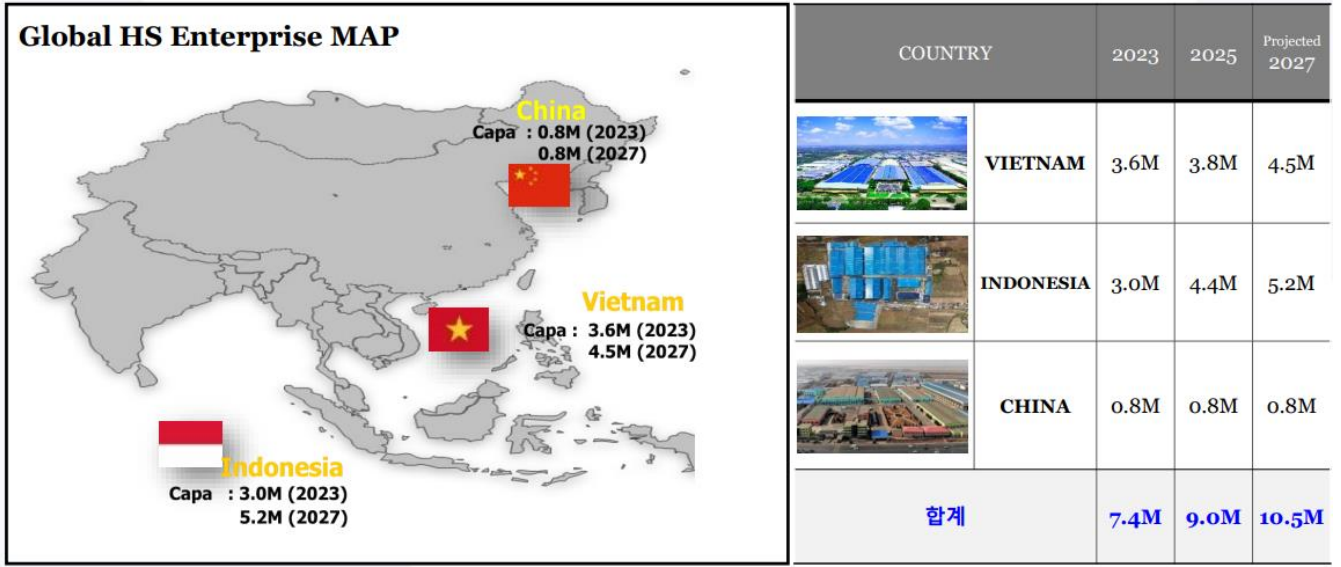 Global HS Enterprise MAP
China
Capa : 0.8M (2023)
0.8M (2027)
Vietnam
Capa : 3.6M (2023)
4.5M (2027)
Indonesia
Capa : 3.0M (2023)
5.2M (2027)
COUNTRY 2023 2025 Projected 2027
VIETNAM 3.6M 3.8M 4.5M
INDONESIA 3.0M 4.4M 5.2M
CHINA 0.8M 0.8M 0.8M
합계 7.4M 9.0M 10.5M